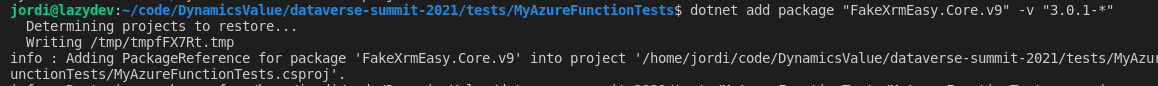 jordi@lazydev:~/code/DynamicsValue/dataverse-summit-2021/tests/MyAzureFunctionTests$ dotnet add package "FakeXrmEasy.Core.v9" -v "3.0.1-*"
Determining projects to restore...
Writing /tmp/tmpfFX7Rt.tmp
info : Adding PackageReference for package 'FakeXrmEasy.Core.v9' into project '/home/jordi/code/DynamicsValue/dataverse-summit-2021/tests/MyAzureF
unctionTests/MyAzureFunctionTests.csproj'.